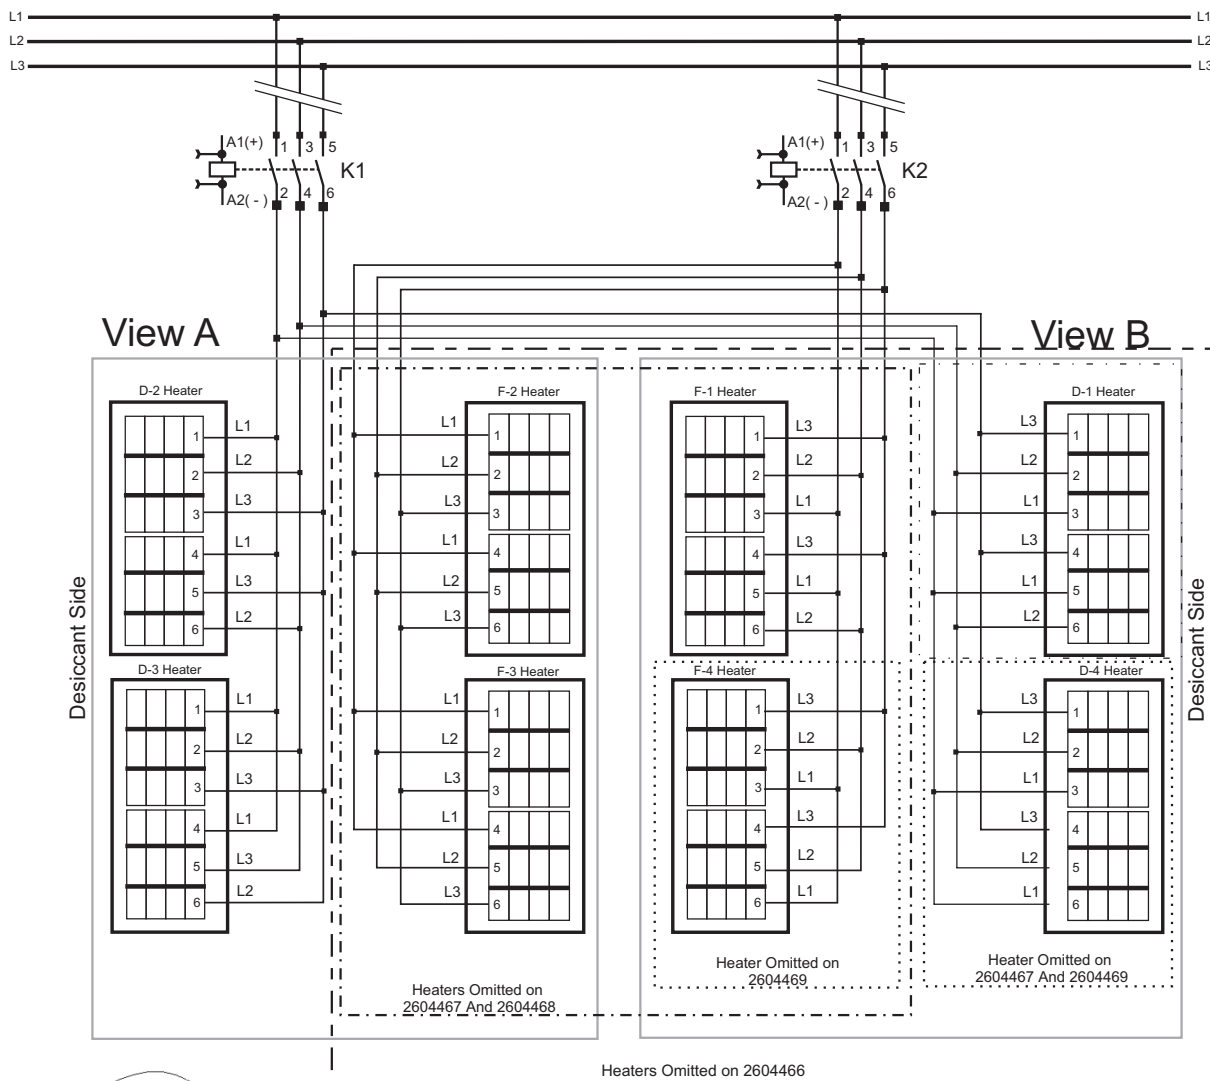 L1 L1
L2 L2
L3 L3
A1(+) 1 3 5 A1(+) 1 3 5
K1 K2
A2( - ) 2 4 6 A2( - ) 2 4 6
View A View B
D-2 Heater F-2 Heater F-1 Heater D-1 Heater
1 L1 L1 1 1 L3 L3 1
2 L2 L2 2 2 L2 L2 2
3 L3 L3 3 3 L1 L1 3
4 L1 L1 4 4 L3 L3 4
5 L3 L2 5 5 L1 L1 5
6 L2 L3 6 6 L2 L2 6
Desiccant Side
Desiccant Side
D-3 Heater F-3 Heater F-4 Heater D-4 Heater
1 L1 L1 1 1 L3 L3 1
2 L2 L2 2 2 L2 L2 2
3 L3 L3 3 3 L1 L1 3
4 L1 L1 4 4 L3 L3 4
5 L3 L2 5 5 L2 L2 5
6 L2 L3 6 6 L1 L1 6
Heater Omitted on
2604469
Heater Omitted on
2604467 And 2604469
Heaters Omitted on
2604467 And 2604468
Heaters Omitted on 2604466